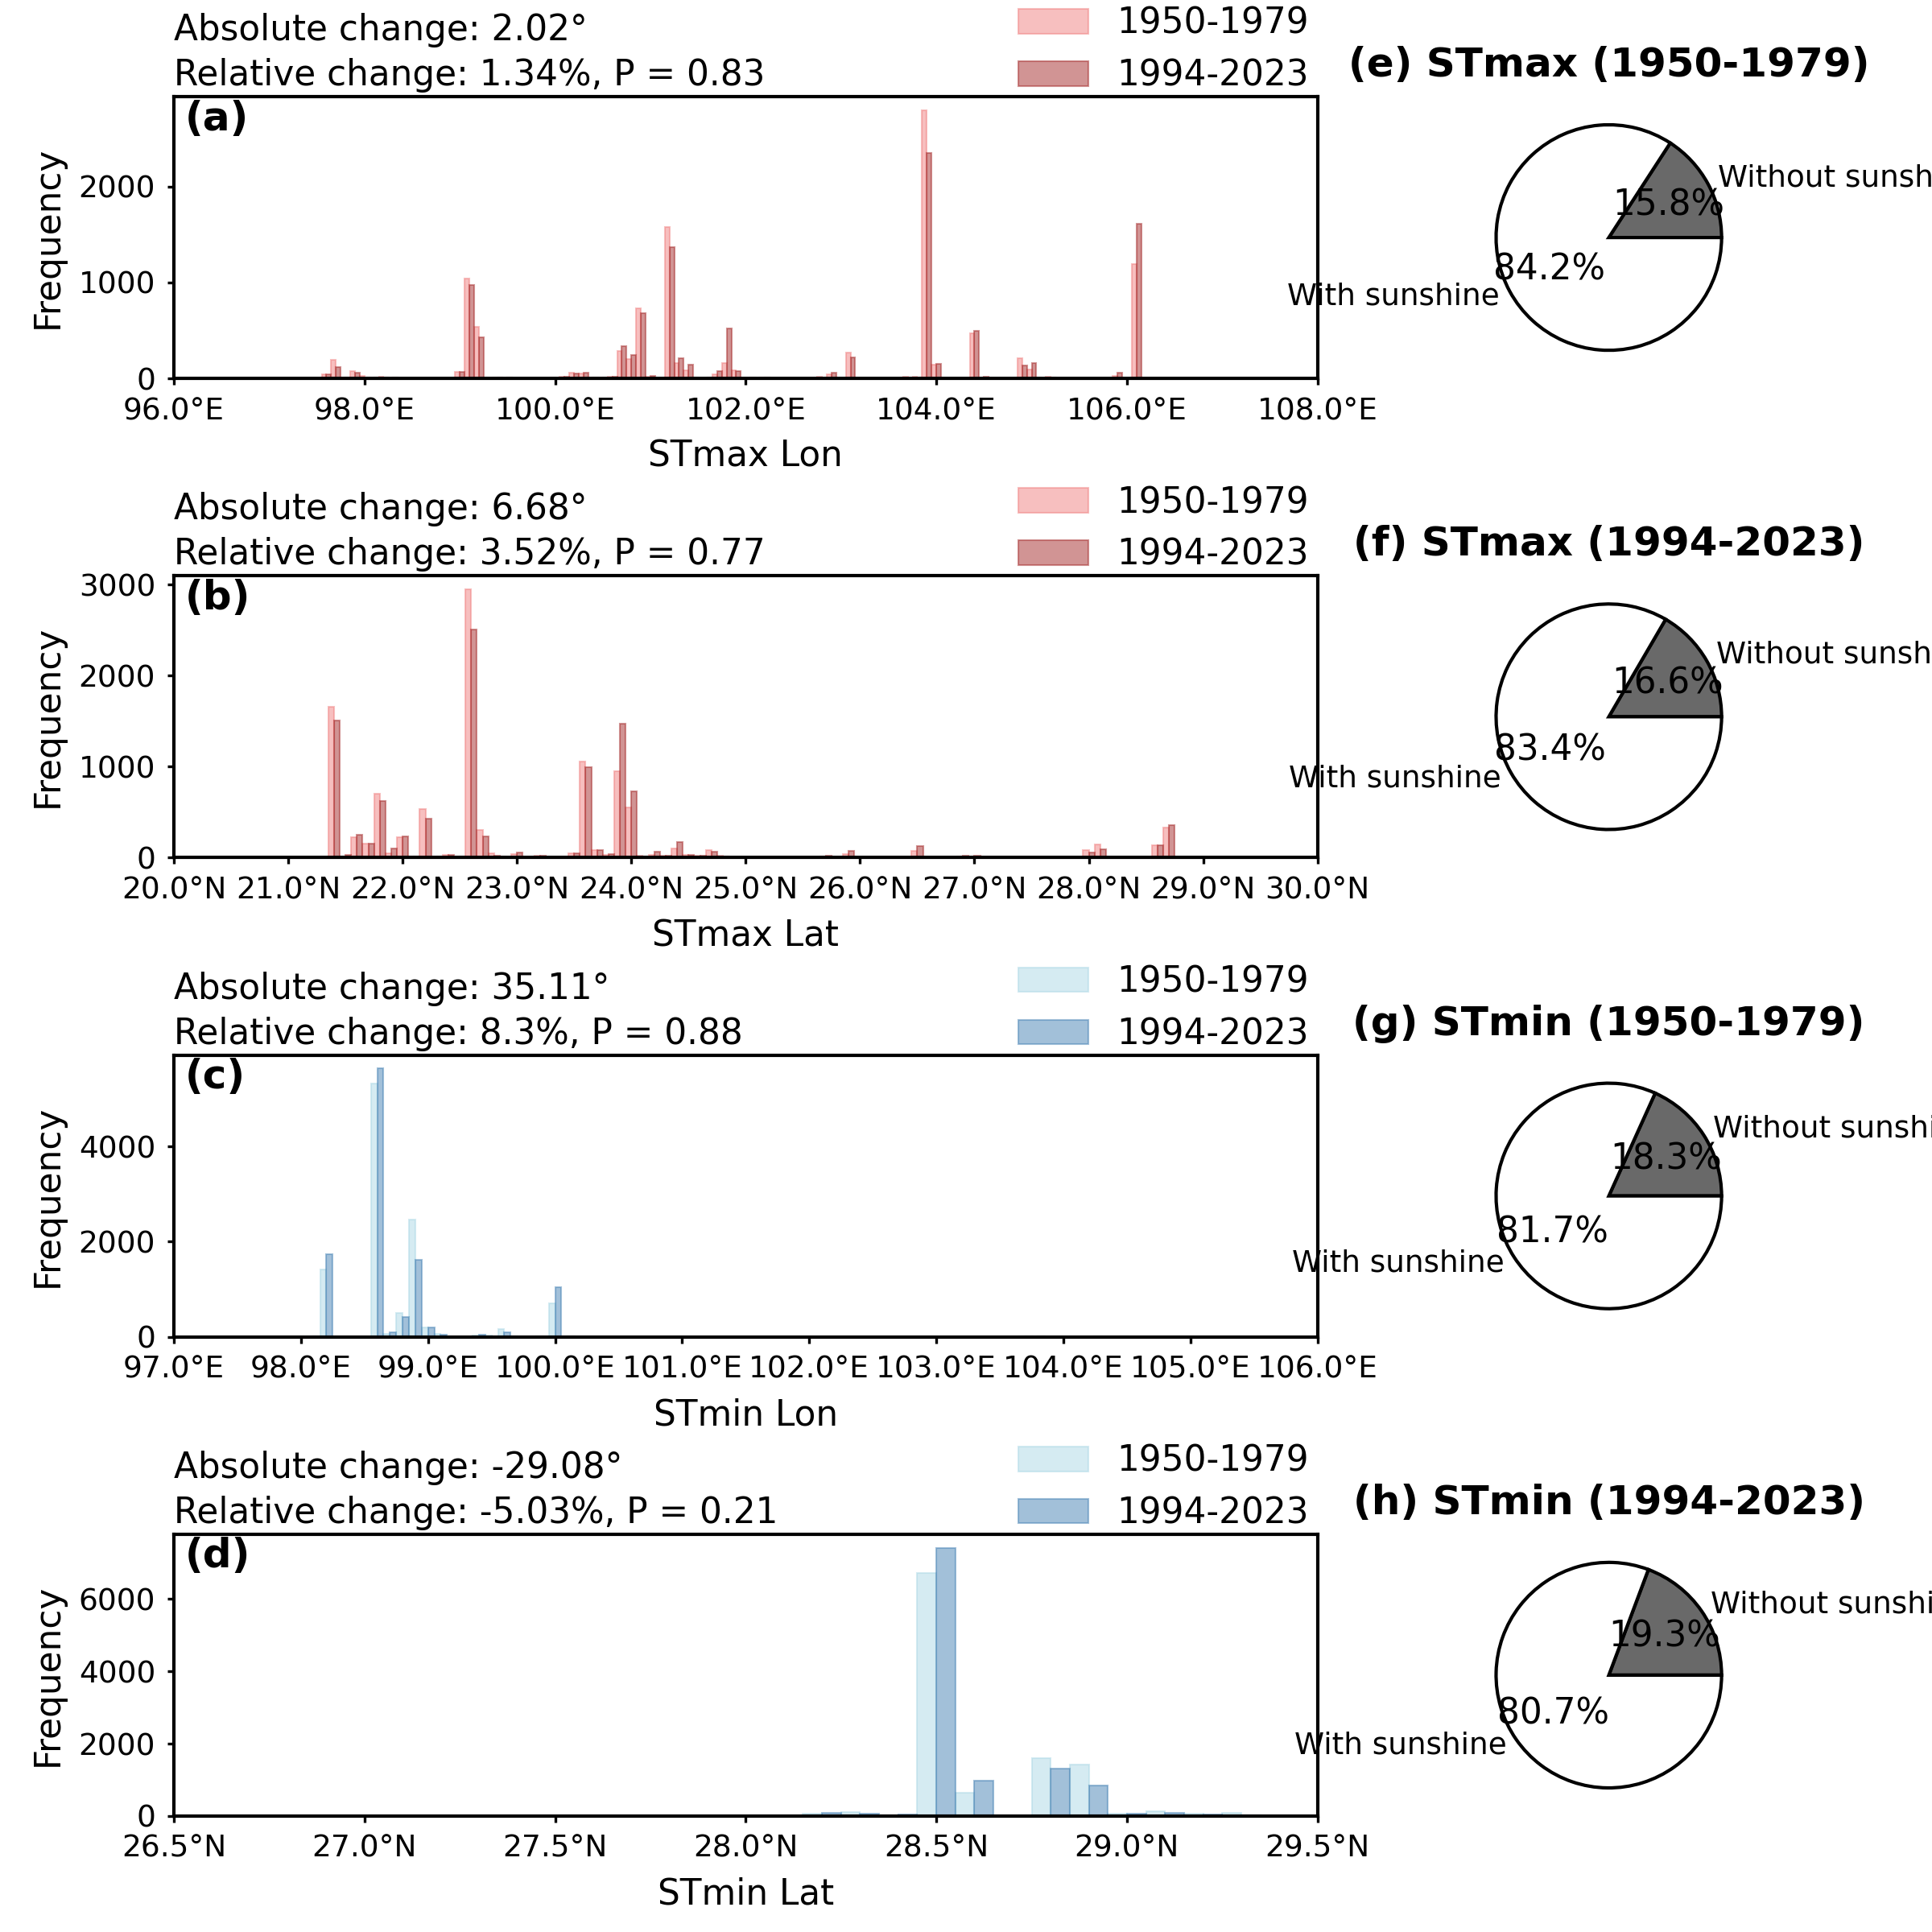 Absolute change: 2.02°
Relative change: 1.34%, P = 0.83
1950-1979
1994-2023
(a)
Frequency
2000
1000
0
96.0°E 98.0°E 100.0°E 102.0°E 104.0°E 106.0°E 108.0°E
STmax Lon
(e) STmax (1950-1979)
Without sunsh
15.8%
84.2%
With sunshine
Absolute change: 6.68°
Relative change: 3.52%, P = 0.77
1950-1979
1994-2023
(b)
Frequency
3000
2000
1000
0
20.0°N 21.0°N 22.0°N 23.0°N 24.0°N 25.0°N 26.0°N 27.0°N 28.0°N 29.0°N 30.0°N
STmax Lat
(f) STmax (1994-2023)
Without sunsh
16.6%
83.4%
With sunshine
Absolute change: 35.11°
Relative change: 8.3%, P = 0.88
1950-1979
1994-2023
(c)
Frequency
4000
2000
0
97.0°E 98.0°E 99.0°E 100.0°E 101.0°E 102.0°E 103.0°E 104.0°E 105.0°E 106.0°E
STmin Lon
(g) STmin (1950-1979)
Without sunshi
18.3%
81.7%
With sunshine
Absolute change: -29.08°
Relative change: -5.03%, P = 0.21
1950-1979
1994-2023
(d)
Frequency
6000
4000
2000
0
26.5°N 27.0°N 27.5°N 28.0°N 28.5°N 29.0°N 29.5°N
STmin Lat
(h) STmin (1994-2023)
Without sunshi
19.3%
80.7%
With sunshine